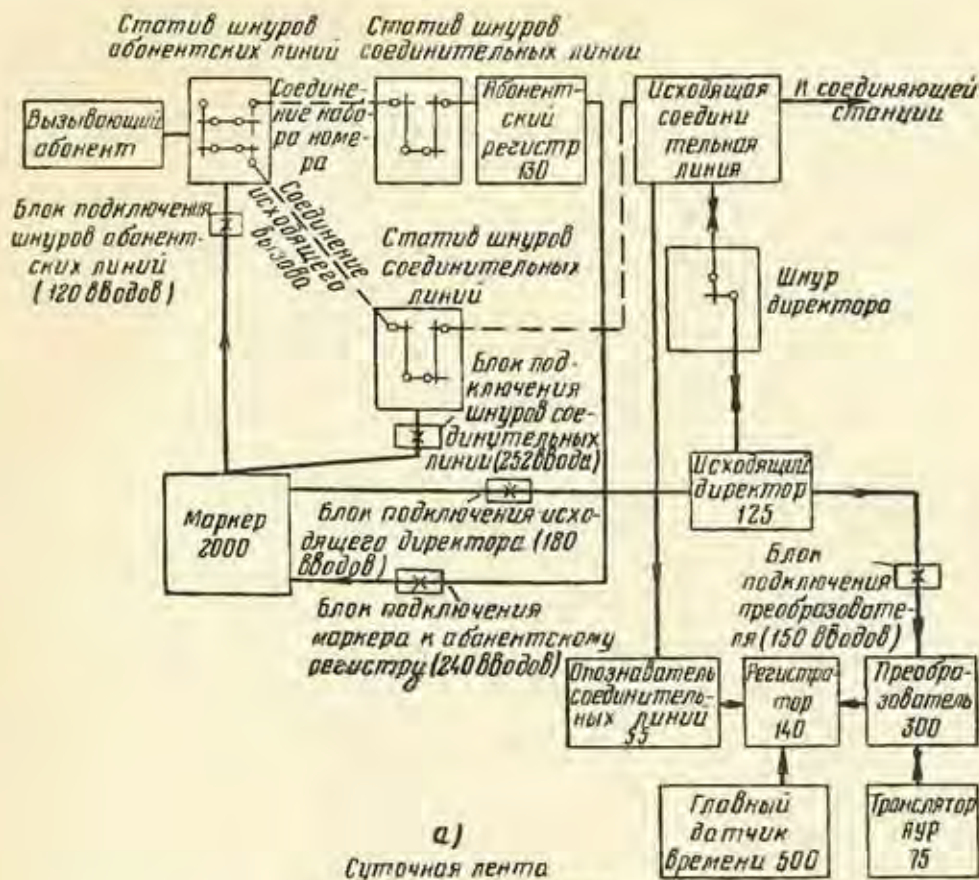 Статив шнуров
абонентских линий
Статив шнуров
соединительных линии
Вызывающий
абонент
Соедине-
ние набо-
ра номе-
ра
Абонент-
ский
регистр
130
Исходящая
соедини
тельная
линия
К соединяющей
станции
Блок подключения
шнуров абонент-
ских линий
(120 вводов)
Соединение
исходящего
вызова
Статив шнуров
соединительных
линий
Шнур
директора
Блок под-
ключения
шнуров сое-
динительных
линии (252 ввода)
Маркер
2000
Блок подключения исхо-
дящего директора (180
вводов)
Исходящий
директор
125
Блок подключения
маркера к абонентскому
регистру (240 вводов)
Блок
подключения
преобразовате-
ля (150 вводов)
Опознаватель
соединитель-
ных линии
55
Регистра-
тор
140
Преобра-
зователь
300
Главный
датчик
времени 500
Транслятор
АУР
75
а)
Суточная лента